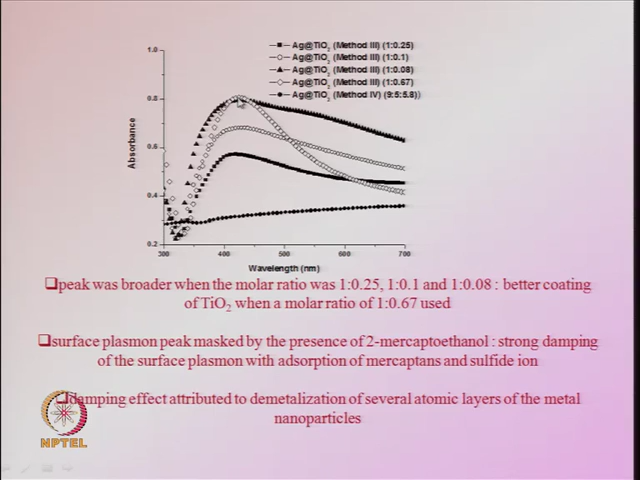 Ag@TiO2 (Method III) (1:0.25)
Ag@TiO2 (Method III) (1:0.1)
Ag@TiO2 (Method III) (1:0.08)
Ag@TiO2 (Method III) (1:0.67)
Ag@TiO2 (Method IV) (9:5:5.8))
1.0
0.8
0.6
0.4
0.2
Absorbance
300 400 500 600 700
Wavelength (nm)
❑peak was broader when the molar ratio was 1:0.25, 1:0.1 and 1:0.08 : better coating
of TiO2 when a molar ratio of 1:0.67 used
❑surface plasmon peak masked by the presence of 2-mercaptoethanol : strong damping
of the surface plasmon with adsorption of mercaptans and sulfide ion
❑damping effect attributed to demetalization of several atomic layers of the metal
nanoparticles
NPTEL